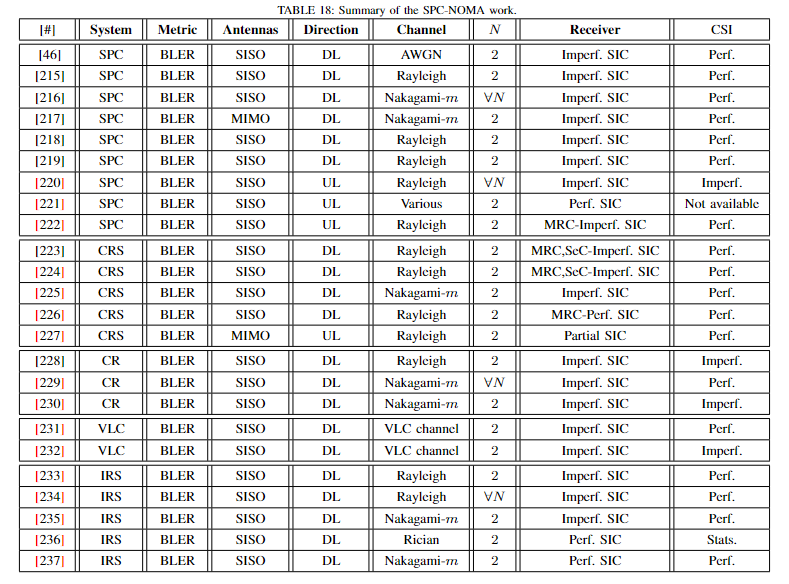 TABLE 18: Summary of the SPC-NOMA work.
[#] System Metric Antennas Direction Channel N Receiver CSI
[46] SPC BLER SISO DL AWGN 2 Imperf. SIC Perf.
[215] SPC BLER SISO DL Rayleigh 2 Imperf. SIC Perf.
[216] SPC BLER SISO DL Nakagami-m ∀N Imperf. SIC Perf.
[217] SPC BLER MIMO DL Nakagami-m 2 Imperf. SIC Perf.
[218] SPC BLER SISO DL Rayleigh 2 Imperf. SIC Perf.
[219] SPC BLER SISO DL Rayleigh 2 Imperf. SIC Perf.
[220] SPC BLER SISO UL Rayleigh ∀N Imperf. SIC Imperf.
[221] SPC BLER SISO UL Various 2 Perf. SIC Not available
[222] SPC BLER SISO UL Rayleigh 2 MRC-Imperf. SIC Perf.
[223] CRS BLER SISO DL Rayleigh 2 MRC,SeC-Imperf. SIC Perf.
[224] CRS BLER SISO DL Rayleigh 2 MRC,SeC-Imperf. SIC Perf.
[225] CRS BLER SISO DL Nakagami-m 2 Imperf. SIC Perf.
[226] CRS BLER SISO DL Rayleigh 2 MRC-Perf. SIC Perf.
[227] CRS BLER MIMO UL Rayleigh 2 Partial SIC Perf.
[228] CR BLER SISO DL Rayleigh 2 Imperf. SIC Imperf.
[229] CR BLER SISO DL Nakagami-m ∀N Imperf. SIC Perf.
[230] CR BLER SISO DL Nakagami-m 2 Imperf. SIC Imperf.
[231] VLC BLER SISO DL VLC channel 2 Imperf. SIC Perf.
[232] VLC BLER SISO DL VLC channel 2 Imperf. SIC Imperf.
[233] IRS BLER SISO DL Rayleigh 2 Imperf. SIC Perf.
[234] IRS BLER SISO DL Rayleigh ∀N Imperf. SIC Perf.
[235] IRS BLER SISO DL Nakagami-m 2 Imperf. SIC Perf.
[236] IRS BLER SISO DL Rician 2 Perf. SIC Stats.
[237] IRS BLER SISO DL Nakagami-m 2 Perf. SIC Perf.